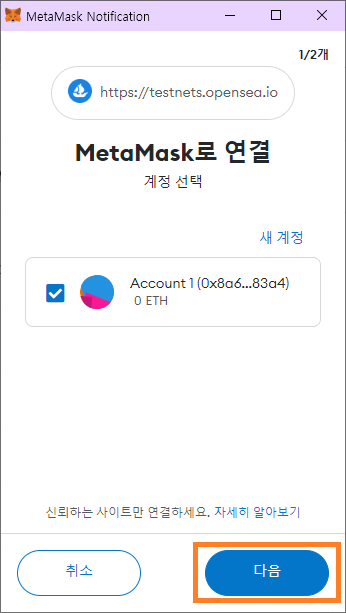 MetaMask Notification
1/2개
https://testnets.opensea.io
MetaMask로 연결
계정 선택
새 계정
Account 1 (0x8a6...83a4)
0 ETH
신뢰하는 사이트만 연결하세요. 자세히 알아보기
취소
다음